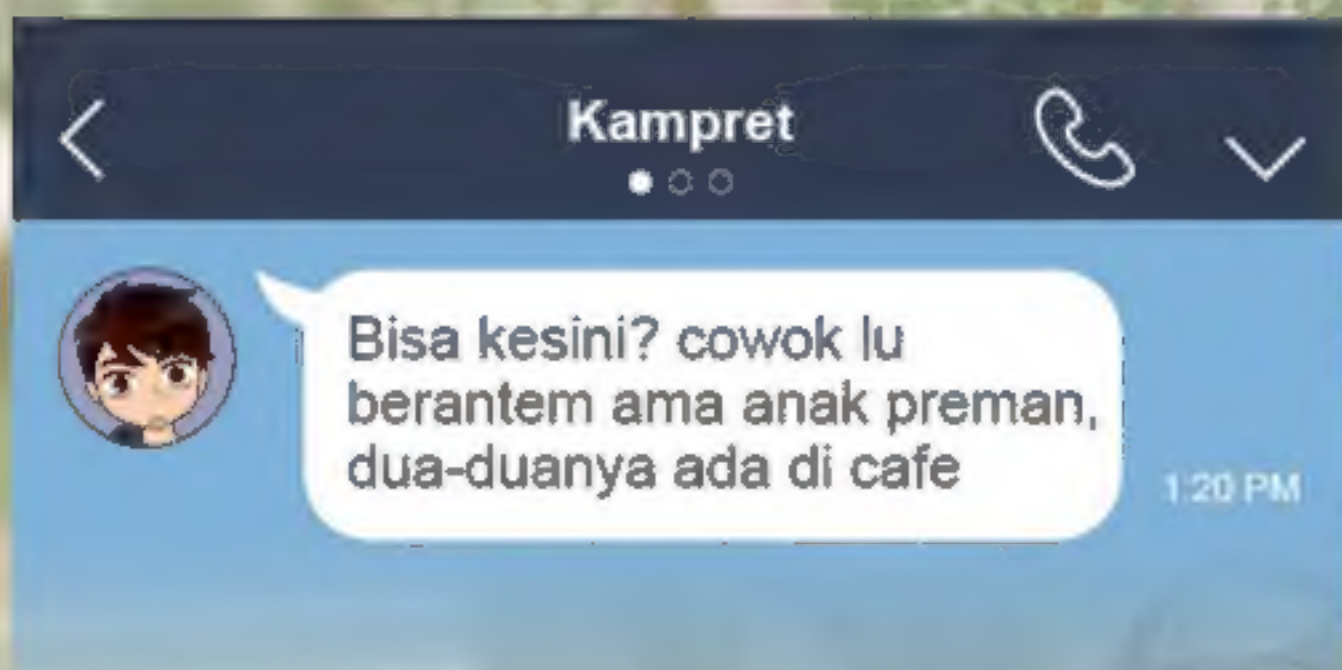 Kampret
Bisa kesini? cowok lu
berantem ama anak preman,
dua-duanya ada di cafe
1:20 PM